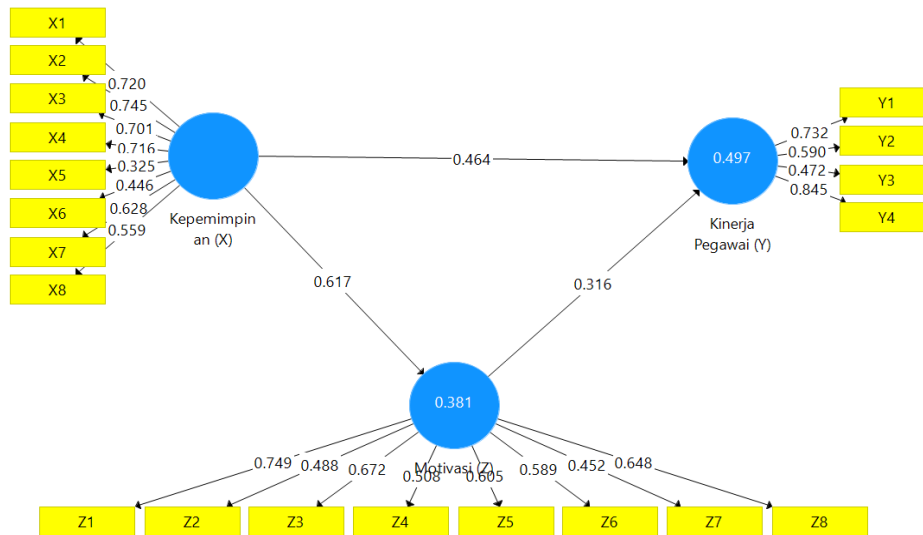 X1
X2
X3
X4
X5
X6
X7
X8
0.720
0.745
0.701
0.716
0.325
0.446
0.628
0.559
Kepemimpin
an (X)
0.464
0.617
0.316
0.497
Kinerja
Pegawai (Y)
0.732
0.590
0.472
0.845
Y1
Y2
Y3
Y4
0.381
Motivasi (Z)
0.749
0.488
0.672
0.508
0.605
0.589
0.452
0.648
Z1
Z2
Z3
Z4
Z5
Z6
Z7
Z8